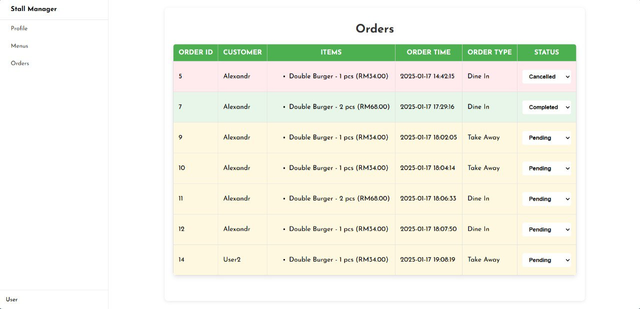 Stall Manager
Profile
Menus
Orders
User
Orders
ORDER ID CUSTOMER ITEMS ORDER TIME ORDER TYPE STATUS
5 Alexandr • Double Burger - 1 pcs (RM34.00) 2025-01-17 14:42:15 Dine In Cancelled
7 Alexandr • Double Burger - 2 pcs (RM68.00) 2025-01-17 17:29:16 Dine In Completed
9 Alexandr • Double Burger - 1 pcs (RM34.00) 2025-01-17 18:02:05 Take Away Pending
10 Alexandr • Double Burger - 1 pcs (RM34.00) 2025-01-17 18:04:14 Take Away Pending
11 Alexandr • Double Burger - 2 pcs (RM68.00) 2025-01-17 18:06:33 Dine In Pending
12 Alexandr • Double Burger - 1 pcs (RM34.00) 2025-01-17 18:07:50 Dine In Pending
14 User2 • Double Burger - 1 pcs (RM34.00) 2025-01-17 19:08:19 Take Away Pending